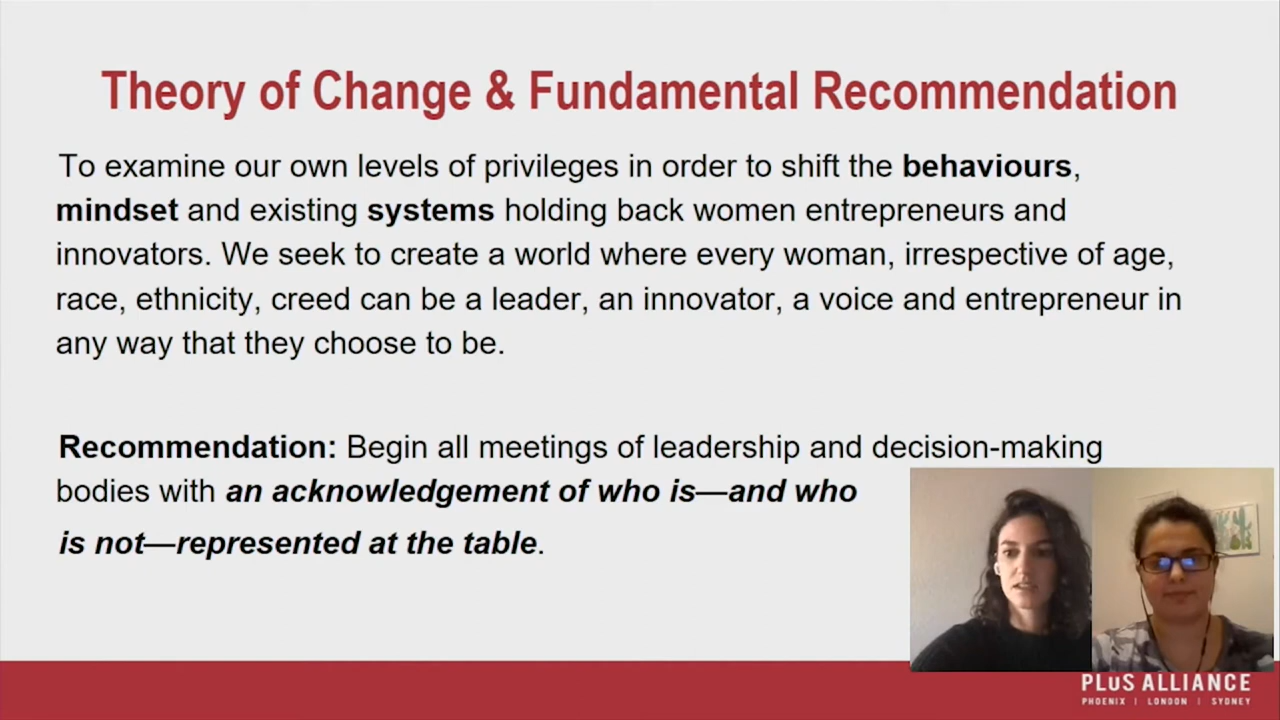 Theory of Change & Fundamental Recommendation
To examine our own levels of privileges in order to shift the behaviours,
mindset and existing systems holding back women entrepreneurs and
innovators. We seek to create a world where every woman, irrespective of age,
race, ethnicity, creed can be a leader, an innovator, a voice and entrepreneur in
any way that they choose to be.
Recommendation: Begin all meetings of leadership and decision-making
bodies with an acknowledgement of who is—and who
is not—represented at the table.
PLuS ALLIANCE
PHOENIX | LONDON | SYDNEY